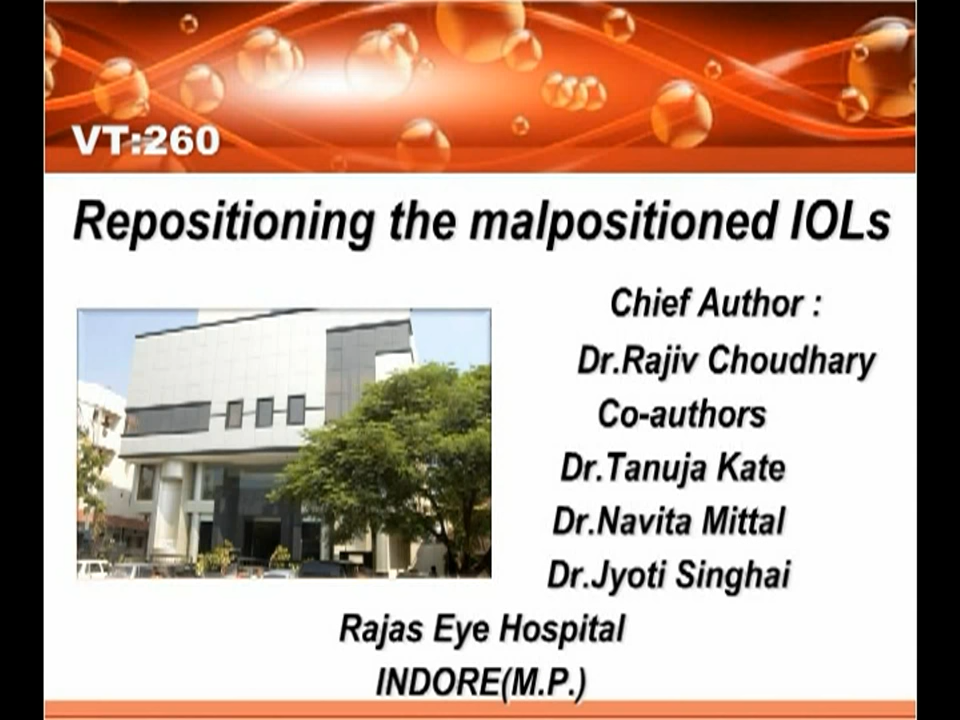 VT:260
Repositioning the malpositioned IOLs
Chief Author :
Dr.Rajiv Choudhary
Co-authors
Dr.Tanuja Kate
Dr.Navita Mittal
Dr.Jyoti Singhai
Rajas Eye Hospital
INDORE(M.P.)